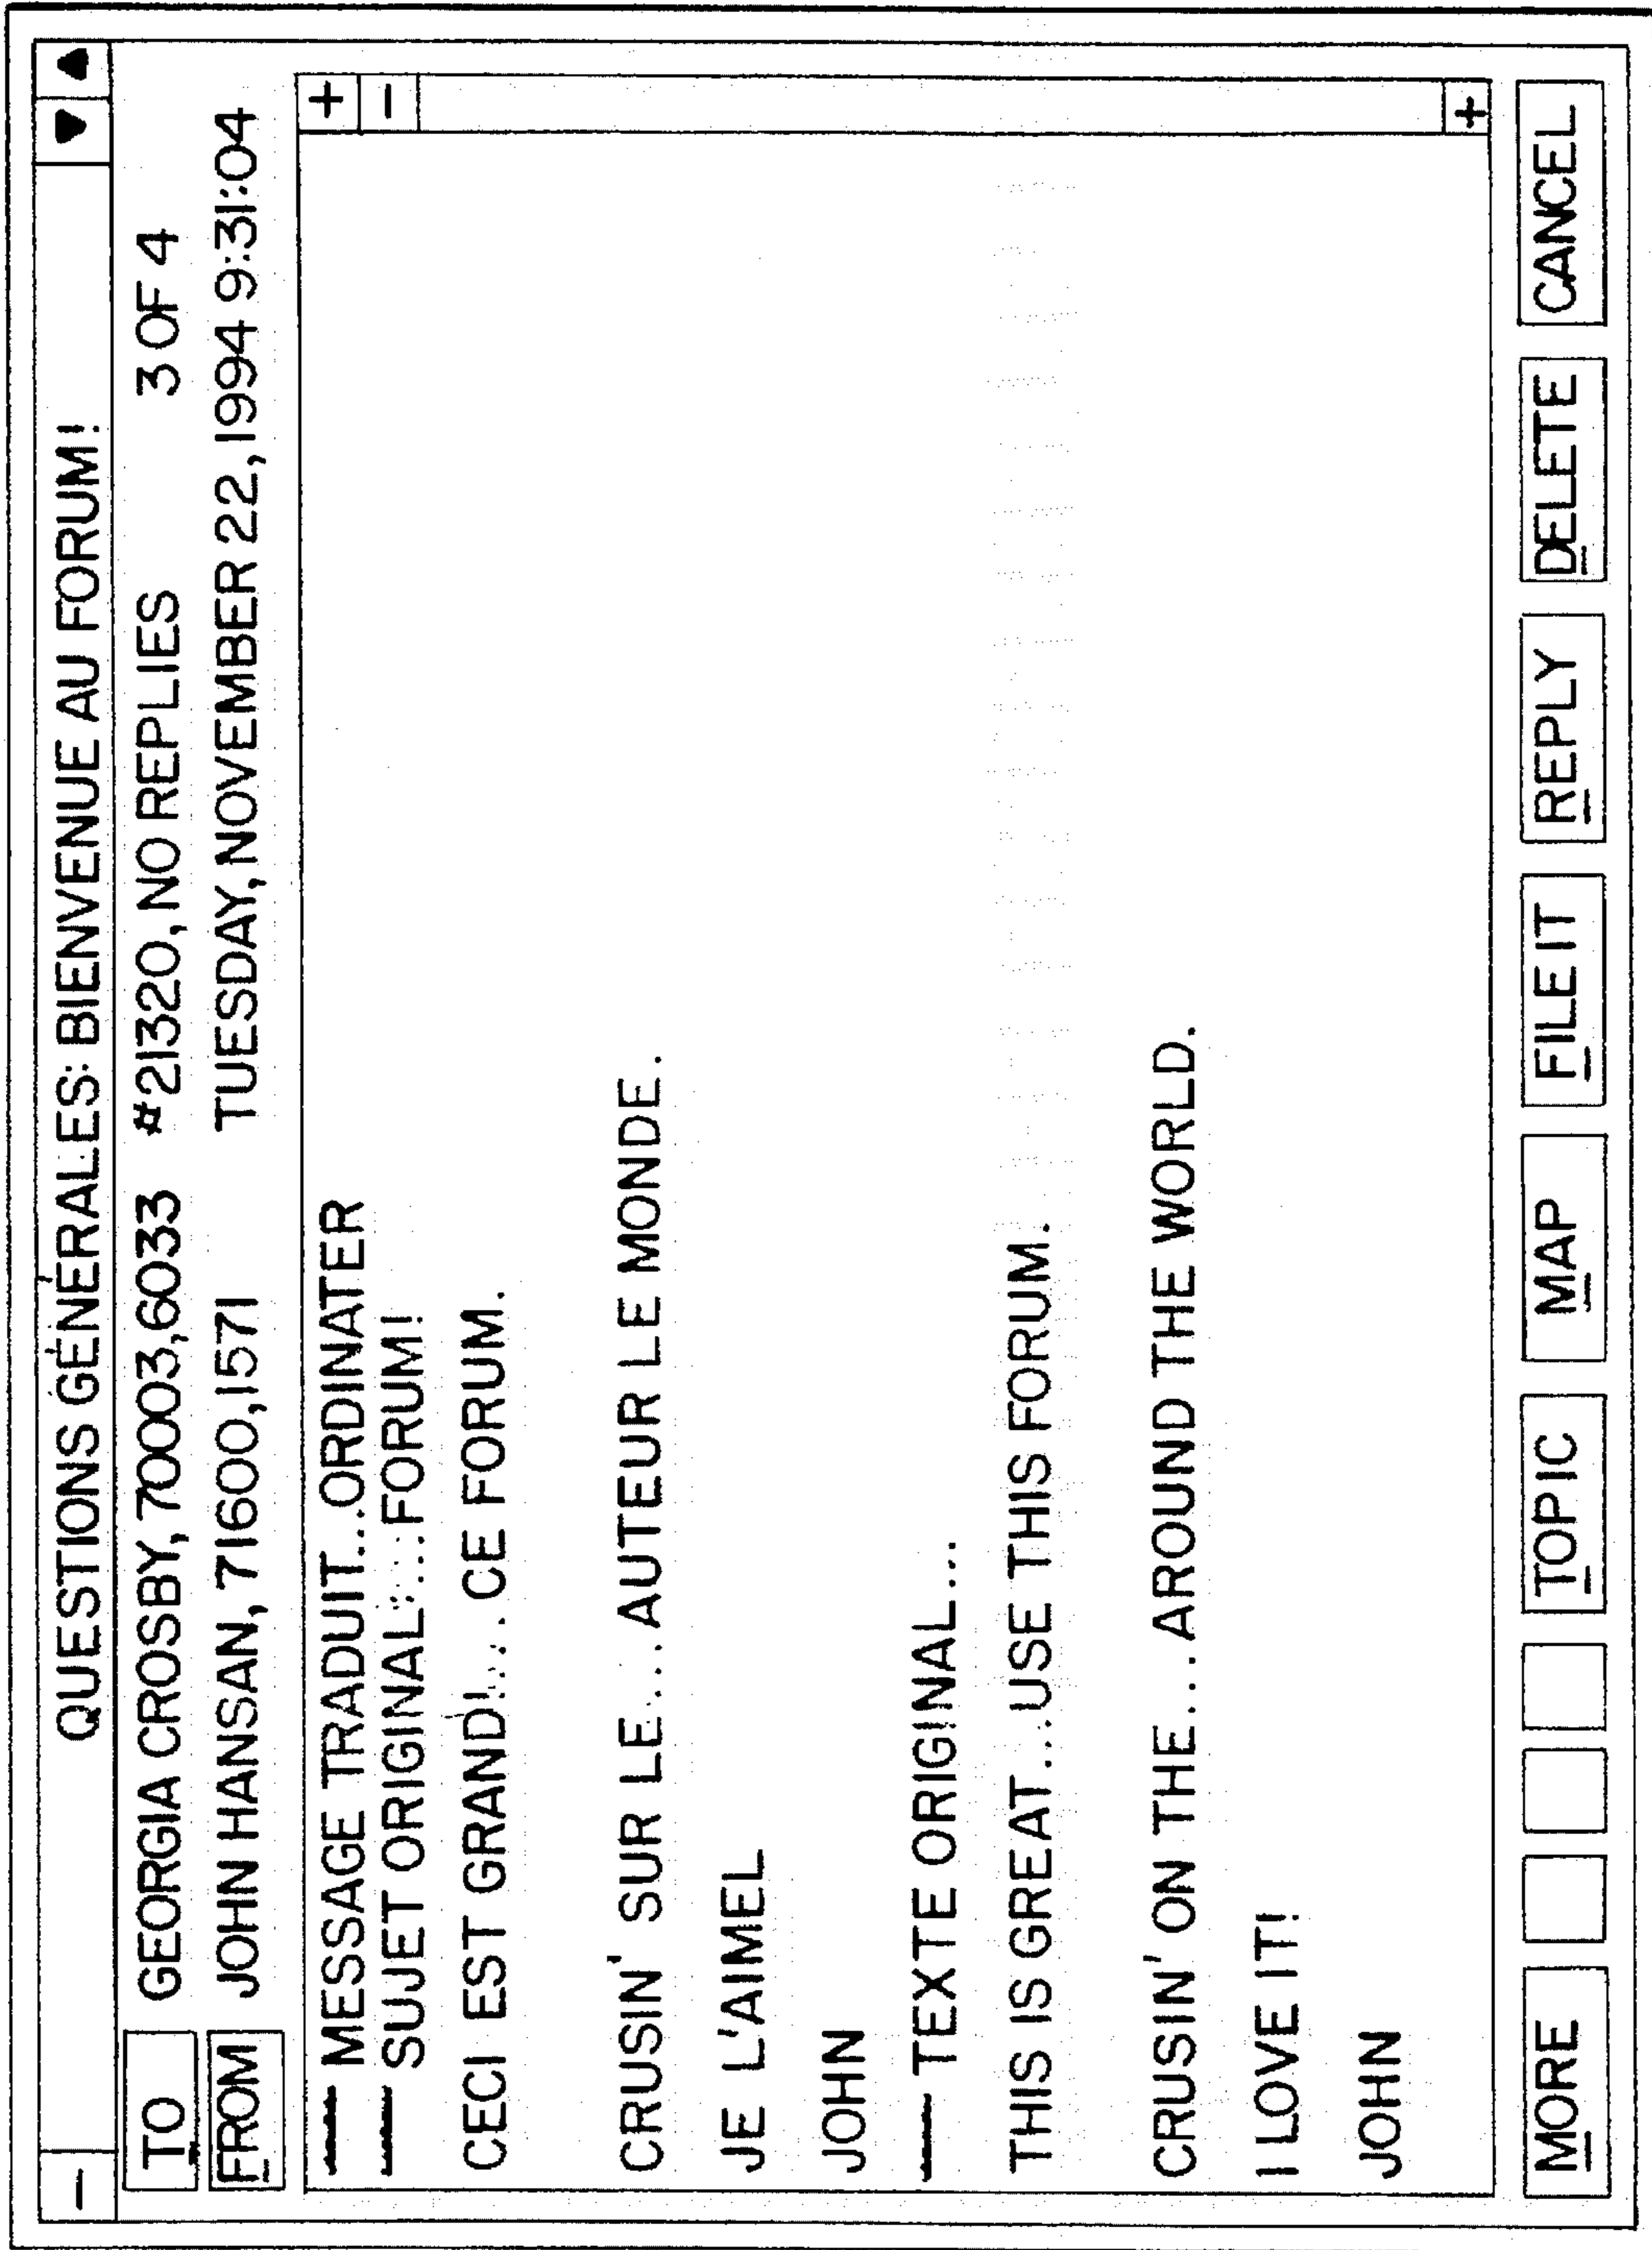 QUESTIONS GÉNÉRALES: BIENVENUE AU FORUM!
TO GEORGIA CROSBY, 70003,6033 #21320, NO REPLIES 3 OF 4
FROM JOHN HANSAN, 71600,1571 TUESDAY, NOVEMBER 22, 1994 9:31:04
MESSAGE TRADUIT...ORDINATER
SUJET ORIGINAL:...FORUM!
CECI EST GRAND!... CE FORUM.
CRUSIN' SUR LE... AUTEUR LE MONDE.
JE L'AIMEL
JOHN
TEXTE ORIGINAL...
THIS IS GREAT...USE THIS FORUM.
CRUSIN' ON THE...AROUND THE WORLD.
I LOVE IT!
JOHN
MORE TOPIC MAP FILE IT REPLY DELETE CANCEL